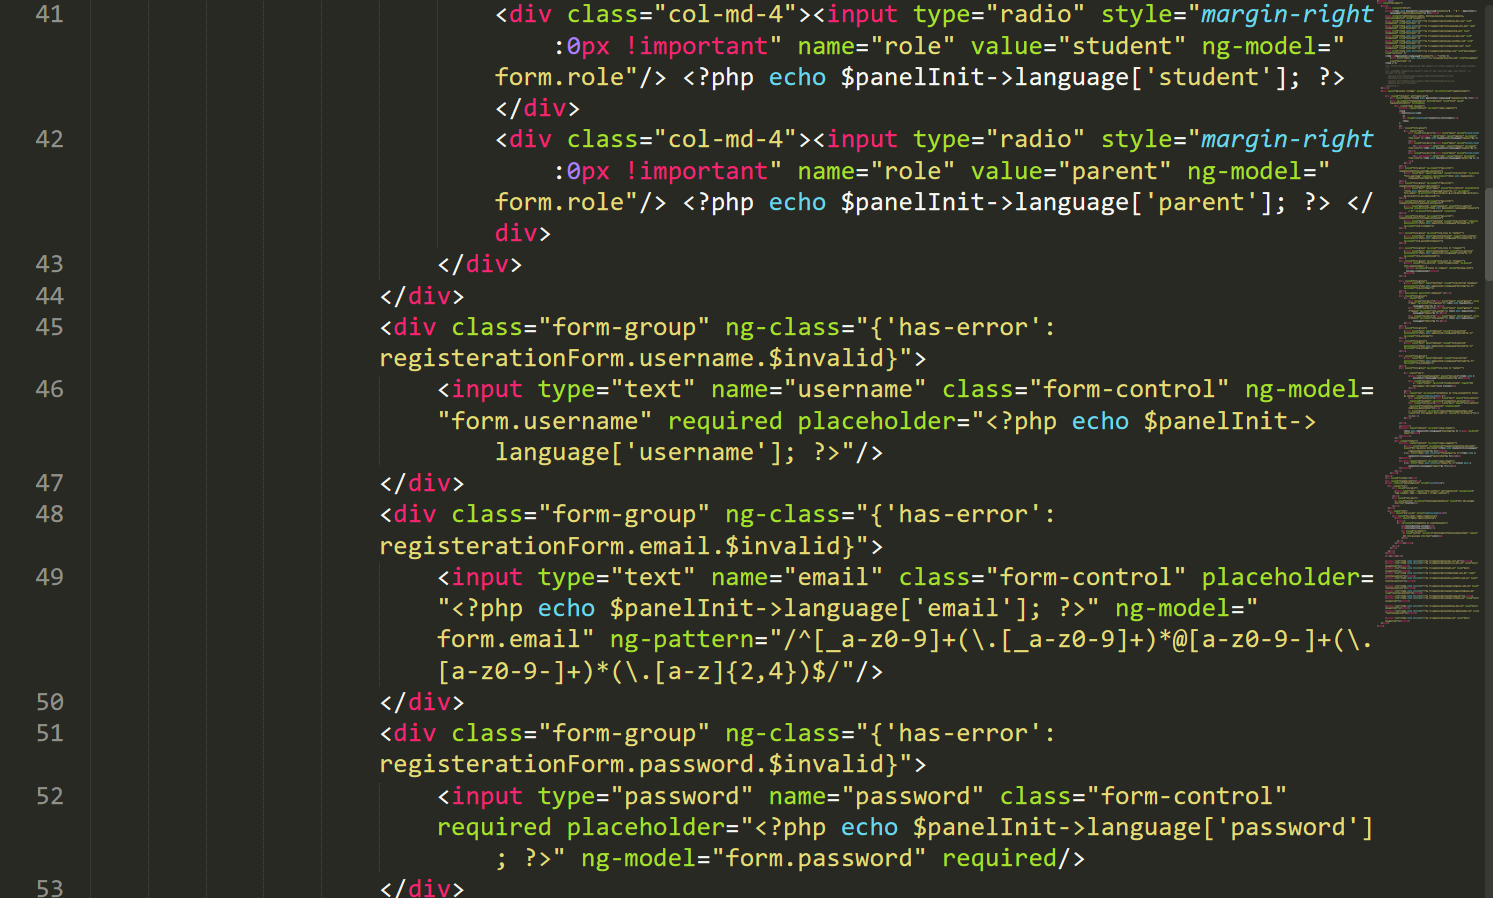 41 <div class="col-md-4"><input type="radio" style="margin-right
:0px !important" name="role" value="student" ng-model="
form.role"/> <?php echo $panelInit->language['student']; ?>
</div>
42 <div class="col-md-4"><input type="radio" style="margin-right
:0px !important" name="role" value="parent" ng-model="
form.role"/> <?php echo $panelInit->language['parent']; ?> </
div>
43 </div>
44 </div>
45 <div class="form-group" ng-class="{'has-error':
registerationForm.username.$invalid}">
46 <input type="text" name="username" class="form-control" ng-model=
"form.username" required placeholder="<?php echo $panelInit->
language['username']; ?>"/>
47 </div>
48 <div class="form-group" ng-class="{'has-error':
registerationForm.email.$invalid}">
49 <input type="text" name="email" class="form-control" placeholder=
"<?php echo $panelInit->language['email']; ?>" ng-model="
form.email" ng-pattern="/^[_a-z0-9]+(\.[_a-z0-9]+)*@[a-z0-9-]+(\.
[a-z0-9-]+)*(\.[a-z]{2,4})$/"/>
50 </div>
51 <div class="form-group" ng-class="{'has-error':
registerationForm.password.$invalid}">
52 <input type="password" name="password" class="form-control"
required placeholder="<?php echo $panelInit->language['password']
; ?>" ng-model="form.password" required/>
53 </div>